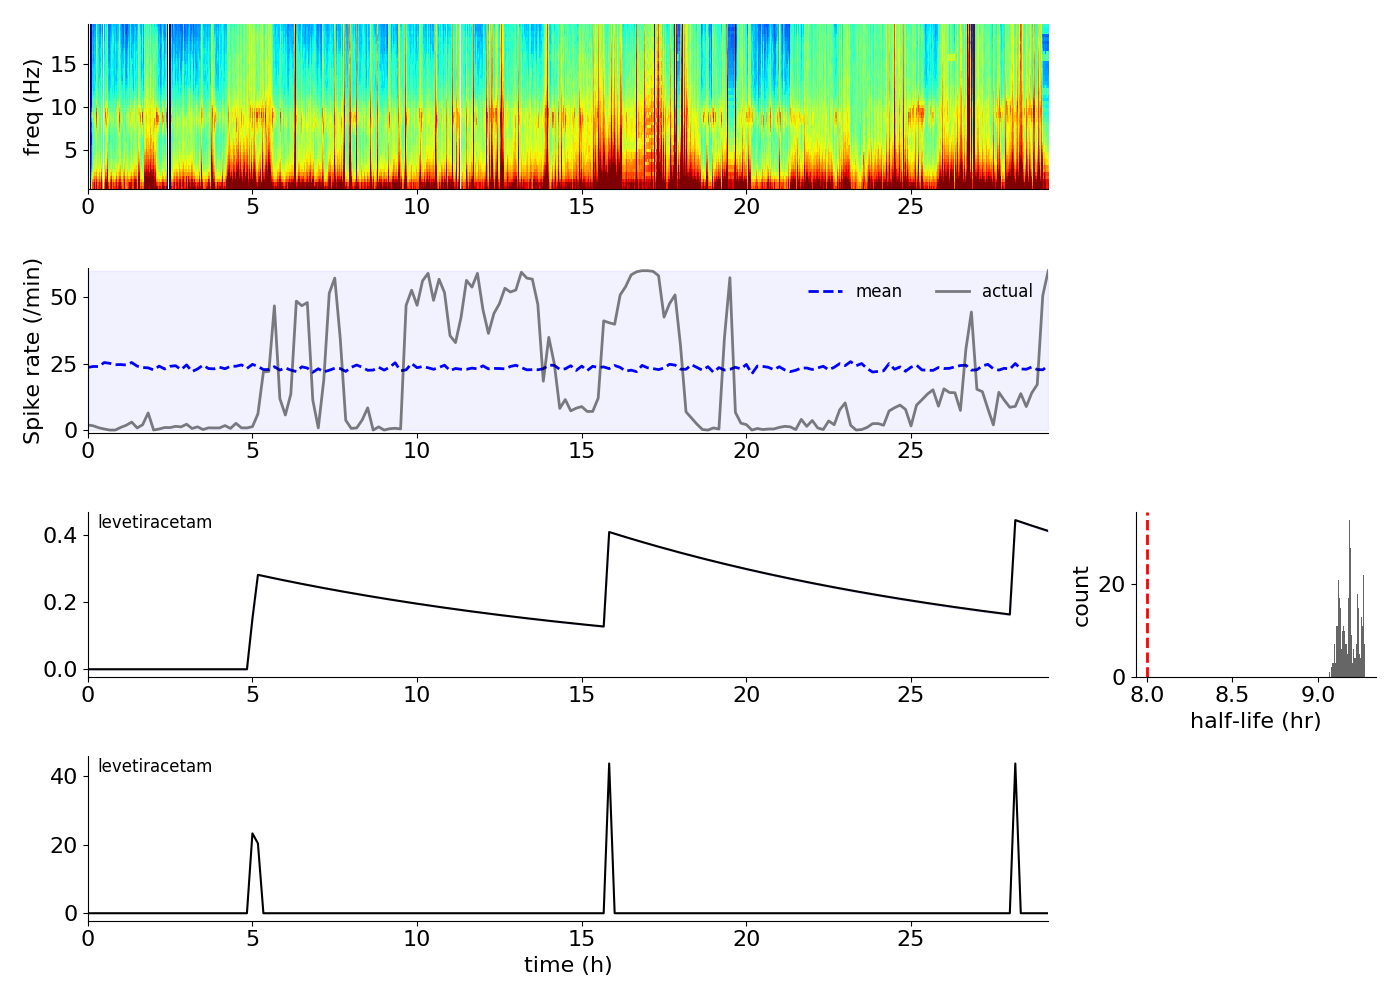 freq (Hz)
15
10
5
0 5 10 15 20 25
Spike rate (/min)
50
25
0
mean actual
0 5 10 15 20 25
levetiracetam
0.4
0.2
0.0
0 5 10 15 20 25
count
20
0
8.0 8.5 9.0
half-life (hr)
levetiracetam
40
20
0
0 5 10 15 20 25
time (h)